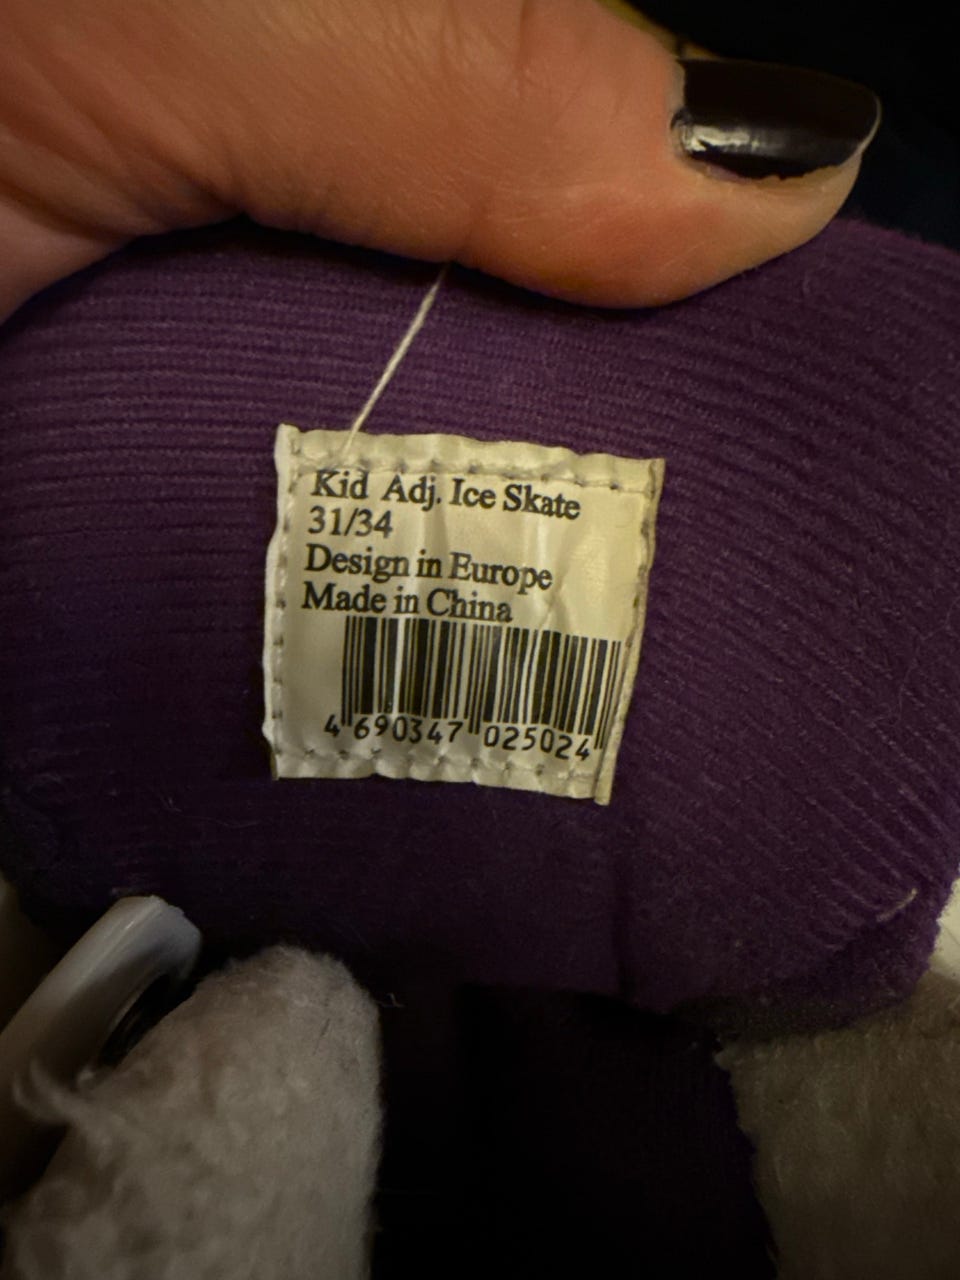 Kid Adj. Ice Skate
31/34
Design in Europe
Made in China
4 690347 025024